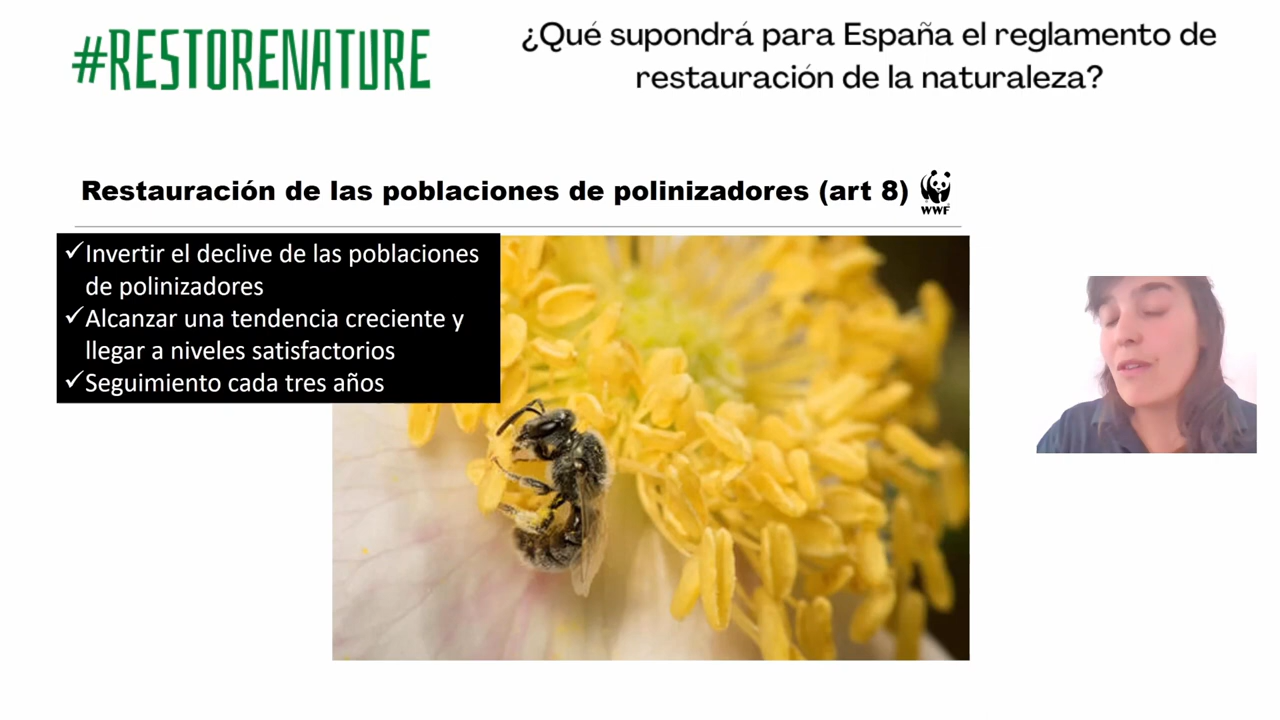 #RESTORENATURE
¿Qué supondrá para España el reglamento de
restauración de la naturaleza?
Restauración de las poblaciones de polinizadores (art 8)
WWF
✓Invertir el declive de las poblaciones
de polinizadores
✓Alcanzar una tendencia creciente y
llegar a niveles satisfactorios
✓Seguimiento cada tres años